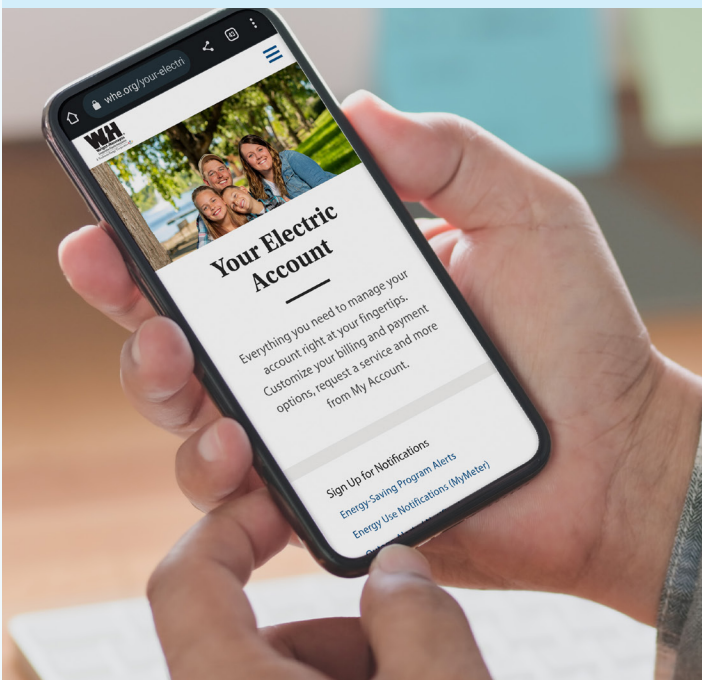 whe.org/your-electri
43
WH
Your Electric
Account
Everything you need to manage your
account right at your fingertips.
Customize your billing and payment
options, request a service and more
from My Account.
Sign Up for Notifications
Energy-Saving Program Alerts
Energy Use Notifications (MyMeter)